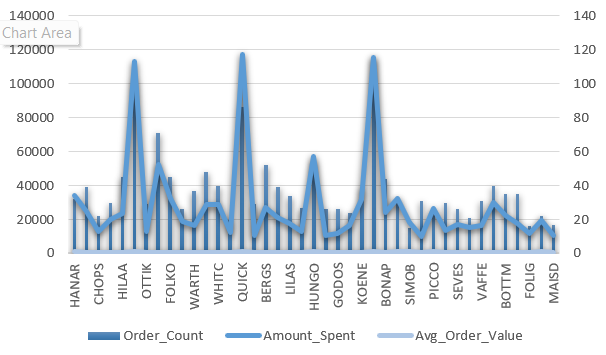 140000
120000
100000
80000
60000
40000
20000
0
Chart Area
140
120
100
80
60
40
20
0
HANAR
CHOPS
HILAA
OTTIK
FOLKO
WARTH
WHITC
QUICK
BERGS
LILAS
HUNGO
GODOS
KOENE
BONAP
SIMOB
PICCO
SEVES
VAFFE
BOTTM
FOLIG
MAISD
Order_Count
Amount_Spent
Avg_Order_Value